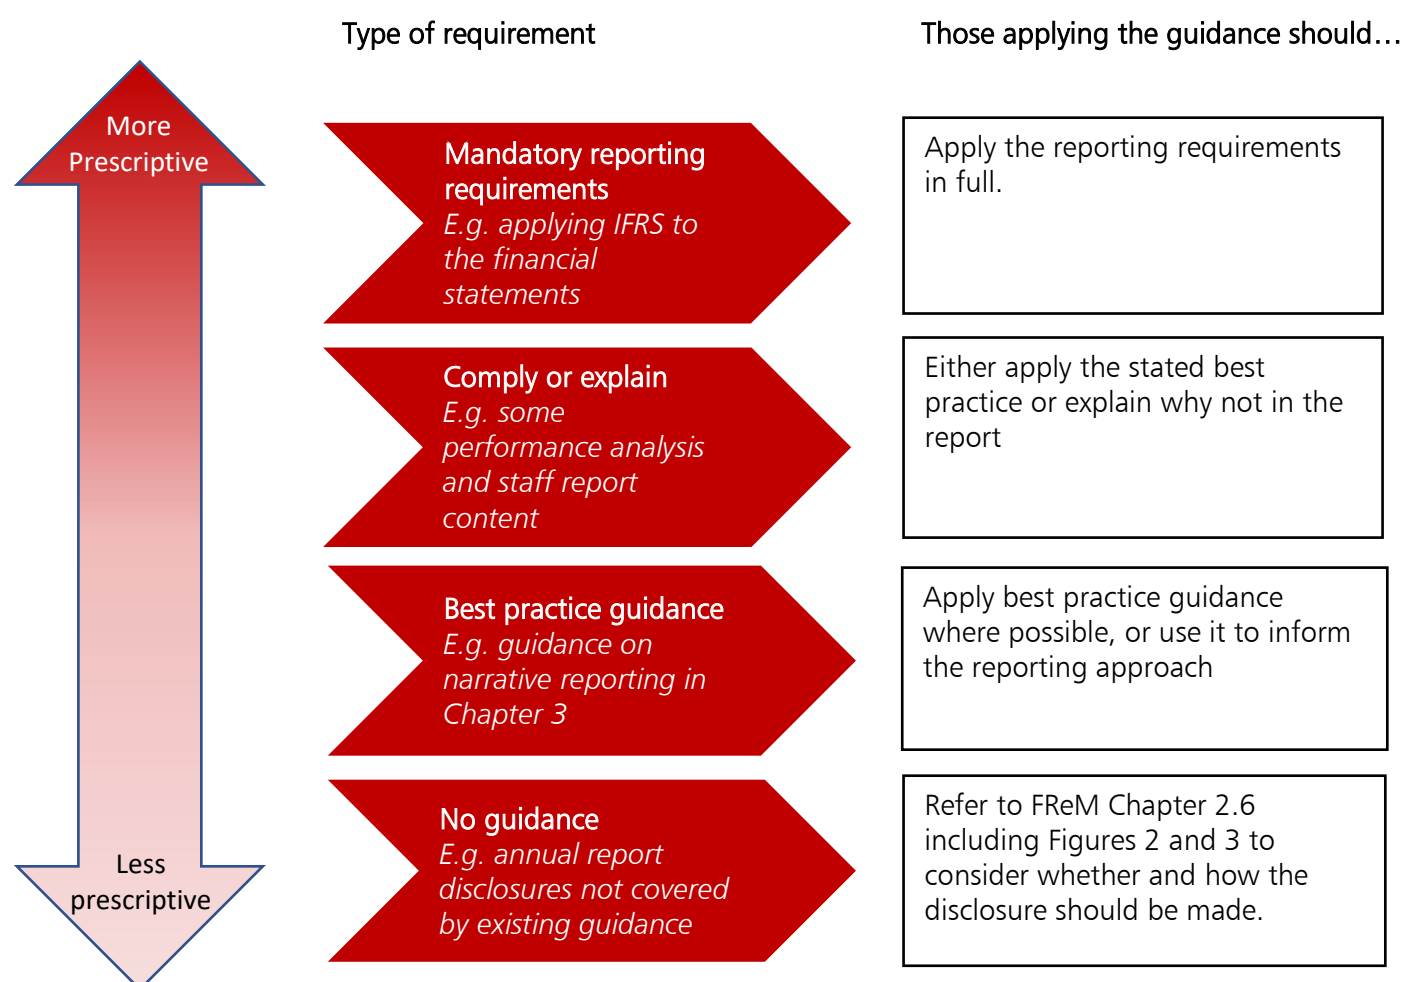 Type of requirement
Those applying the guidance should...
More
Prescriptive
Mandatory reporting
requirements
E.g. applying IFRS to
the financial
statements
Apply the reporting requirements
in full.
Comply or explain
E.g. some
performance analysis
and staff report
content
Either apply the stated best
practice or explain why not in the
report
Best practice guidance
E.g. guidance on
narrative reporting in
Chapter 3
Apply best practice guidance
where possible, or use it to inform
the reporting approach
No guidance
E.g. annual report
disclosures not covered
by existing guidance
Refer to FReM Chapter 2.6
including Figures 2 and 3 to
consider whether and how the
disclosure should be made.
Less
prescriptive